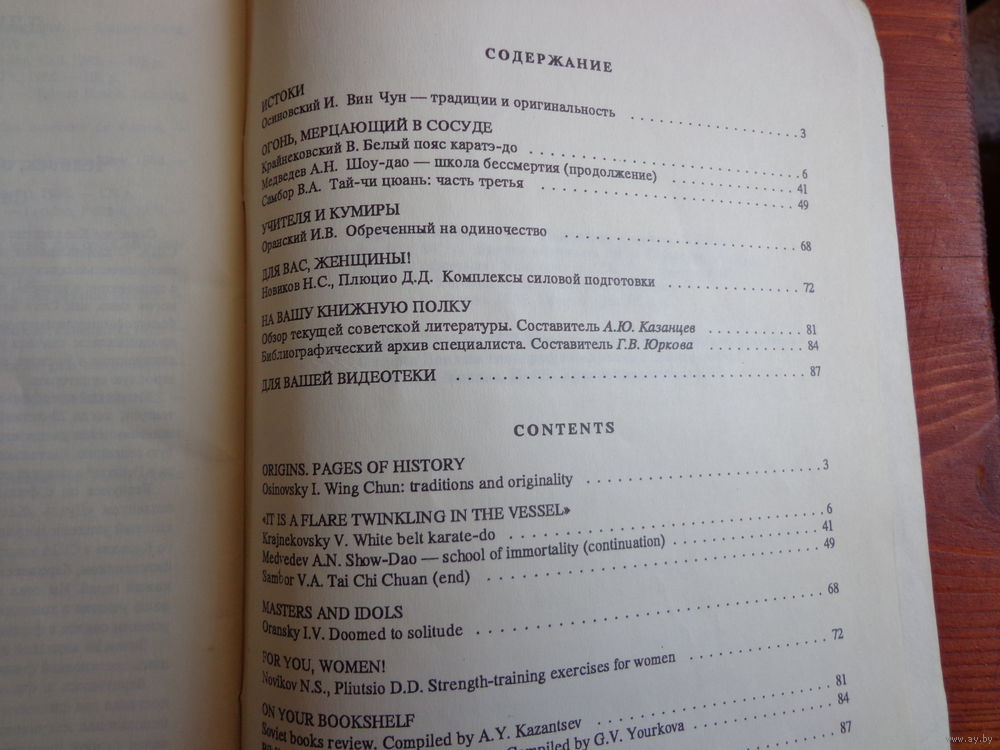 СОДЕРЖАНИЕ
ИСТОКИ
Осиновский И. Вин Чун — традиции и оригинальность . . . . . . . . . . . . . . 3
ОГОНЬ, МЕРЦАЮЩИЙ В СОСУДЕ
Крайнековский В. Белый пояс каратэ-до . . . . . . . . . . . . . . . . . . . . . . 6
Медведев А.Н. Шоу-дао — школа бессмертия (продолжение) . . . . . . . . . . 41
Самбор В.А. Тай-чи цюань: часть третья . . . . . . . . . . . . . . . . . . . . . 49
УЧИТЕЛЯ И КУМИРЫ
Оранский И.В. Обреченный на одиночество . . . . . . . . . . . . . . . . . . . 68
ДЛЯ ВАС, ЖЕНЩИНЫ!
Новиков Н.С., Плюцио Д.Д. Комплексы силовой подготовки . . . . . . . . . . 72
НА ВАШУ КНИЖНУЮ ПОЛКУ
Обзор текущей советской литературы. Составитель А.Ю. Казанцев . . . . . . . 81
Библиографический архив специалиста. Составитель Г.В. Юркова . . . . . . . 84
ДЛЯ ВАШЕЙ ВИДЕОТЕКИ . . . . . . . . . . . . . . . . . . . . . . . . . . . . 87
CONTENTS
ORIGINS. PAGES OF HISTORY
Osinovsky I. Wing Chun: traditions and originality . . . . . . . . . . . . . . . . 3
«IT IS A FLARE TWINKLING IN THE VESSEL»
Krajnekovsky V. White belt karate-do . . . . . . . . . . . . . . . . . . . . . . . 6
Medvedev A.N. Show-Dao — school of immortality (continuation) . . . . . . . . 41
Sambor V.A. Tai Chi Chuan (end) . . . . . . . . . . . . . . . . . . . . . . . . 49
MASTERS AND IDOLS
Oransky I.V. Doomed to solitude . . . . . . . . . . . . . . . . . . . . . . . . . 68
FOR YOU, WOMEN!
Novikov N.S., Pliutsio D.D. Strength-training exercises for women . . . . . . . . 72
ON YOUR BOOKSHELF
Soviet books review. Compiled by A.Y. Kazantsev . . . . . . . . . . . . . . . . 81
Compiled by G.V. Yourkova . . . . . . . . . . 84
87
www.ay.by